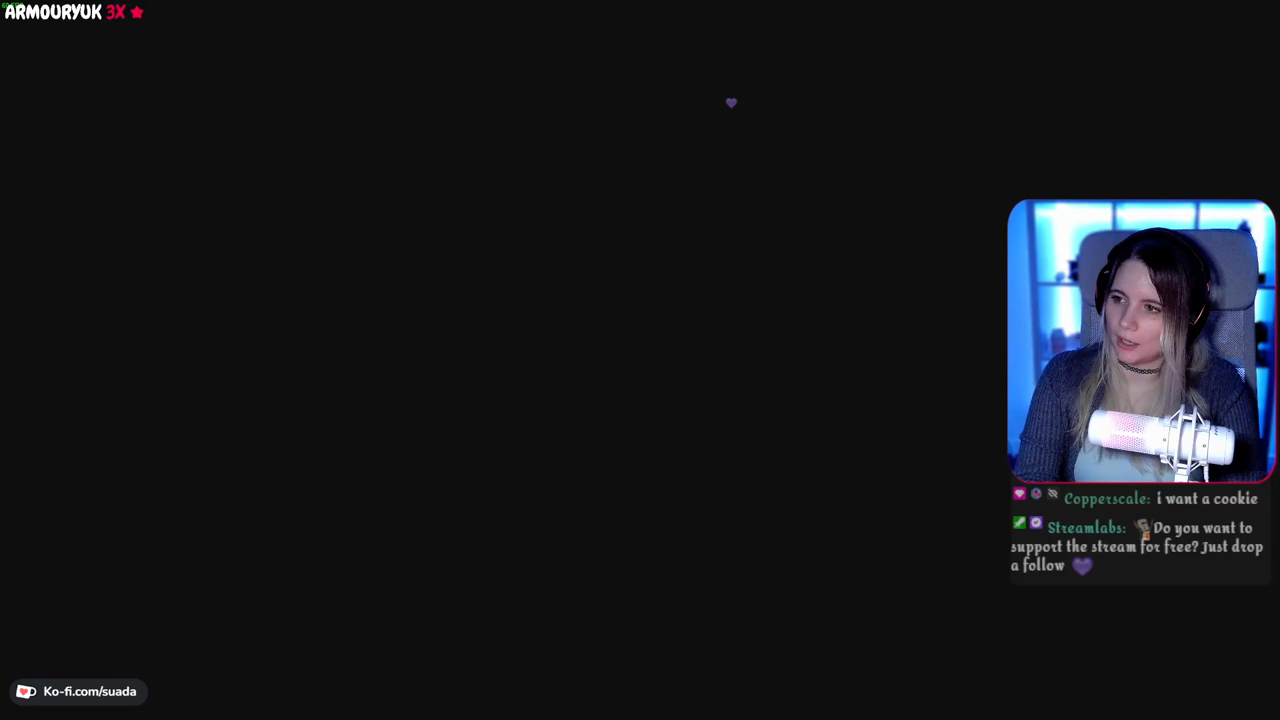 ARMOURYUK 3X
Copperscale: i want a cookie
Streamlabs: Do you want to
support the stream for free? Just drop
a follow
Ko-fi.com/suada